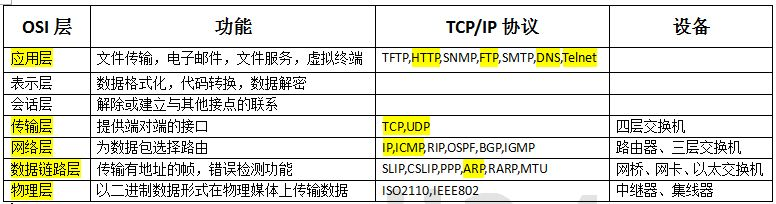 OSI 层 功能 TCP/IP 协议 设备
应用层 文件传输，电子邮件，文件服务，虚拟终端 TFTP,HTTP,SNMP,FTP,SMTP,DNS,Telnet
表示层 数据格式化，代码转换，数据解密
会话层 解除或建立与其他接点的联系
传输层 提供端对端的接口 TCP,UDP 四层交换机
网络层 为数据包选择路由 IP,ICMP,RIP,OSPF,BGP,IGMP 路由器、三层交换机
数据链路层 传输有地址的帧，错误检测功能 SLIP,CSLIP,PPP,ARP,RARP,MTU 网桥、网卡、以太交换机
物理层 以二进制数据形式在物理媒体上传输数据 ISO2110,IEEE802 中继器、集线器